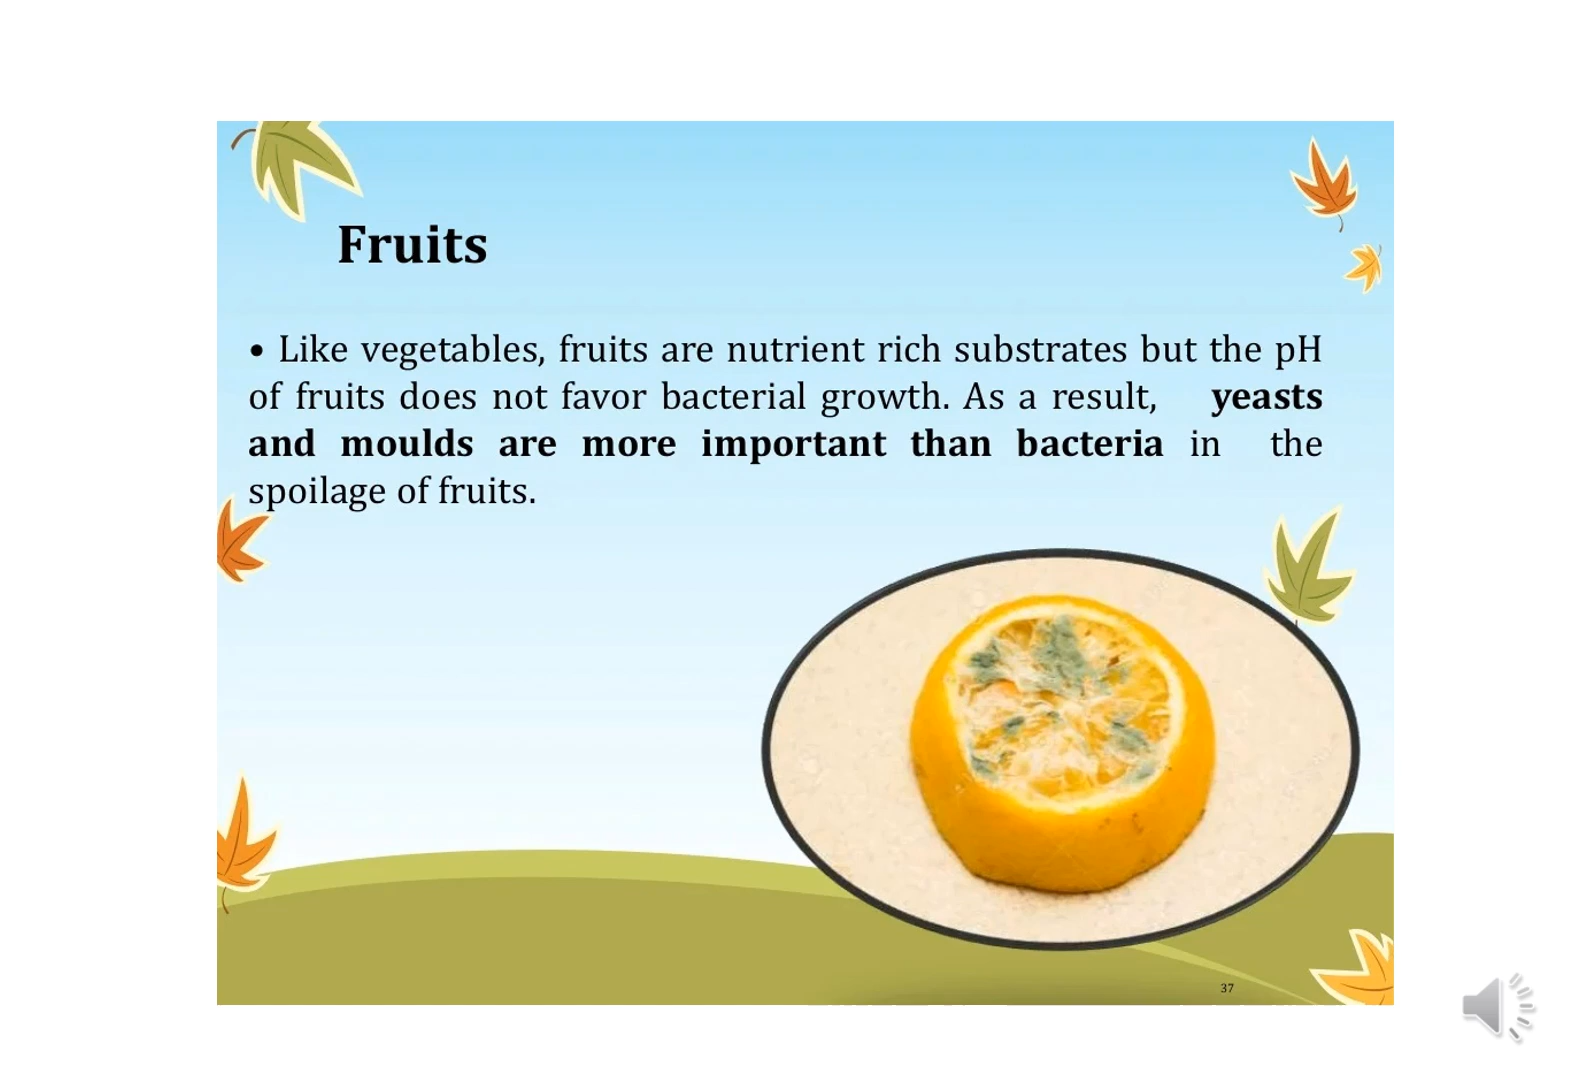 Fruits
• Like vegetables, fruits are nutrient rich substrates but the pH
of fruits does not favor bacterial growth. As a result, yeasts
and moulds are more important than bacteria in the
spoilage of fruits.
37